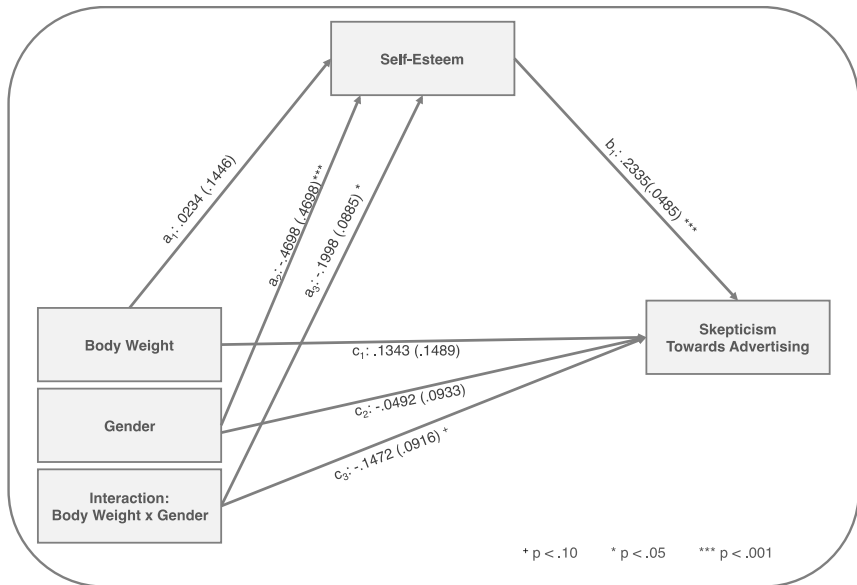 Self-Esteem
a₁: .0234 (.1446)
a₂: -.4698 (.4698)***
a₃: -.1998 (.0885) *
b₁: .2335(.0485) ***
Body Weight
Skepticism
Towards Advertising
c₁: .1343 (.1489)
Gender
c₂: -.0492 (.0933)
c₃: -.1472 (.0916) ⁺
Interaction:
Body Weight x Gender
⁺ p < .10 * p < .05 *** p < .001